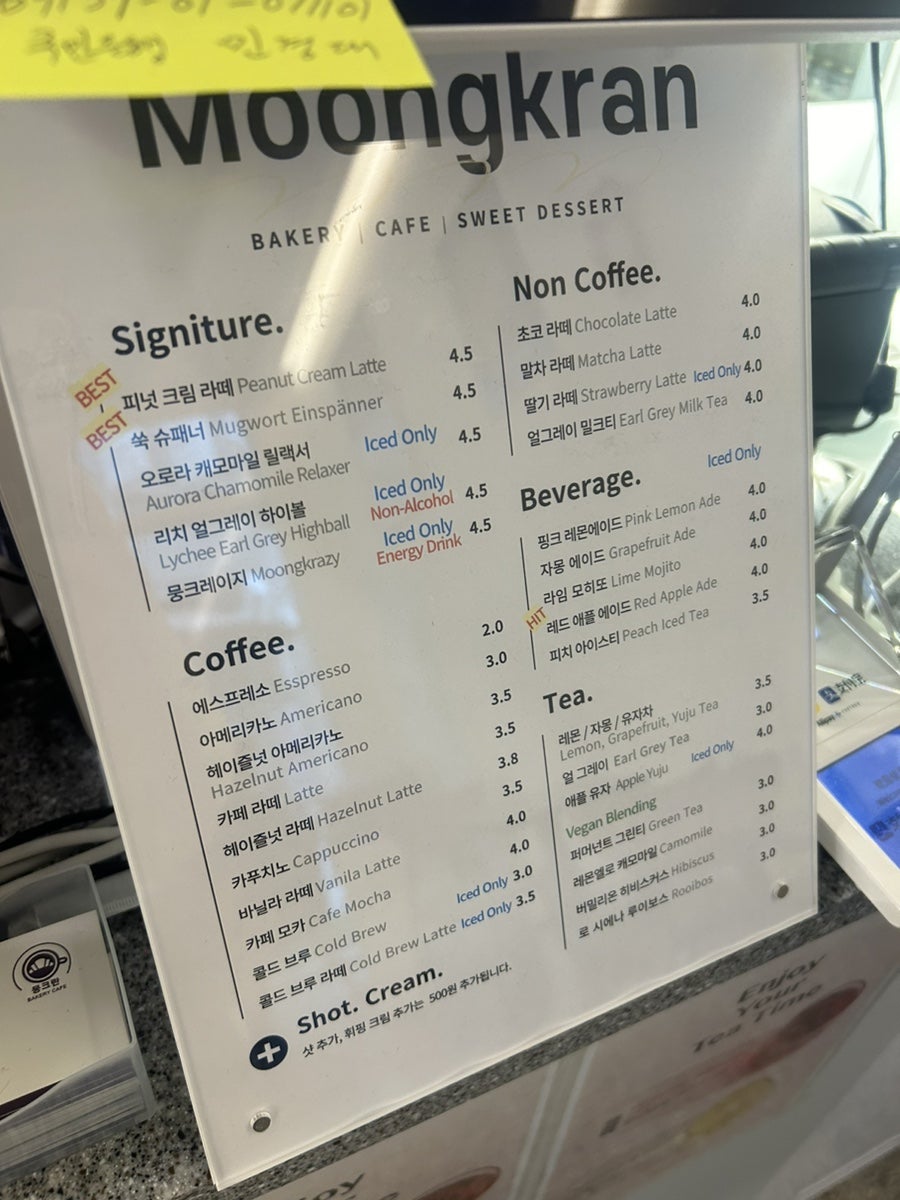 국민은행 민경대
Moongkran
BAKERY | CAFE | SWEET DESSERT
Signiture.
BEST
피넛 크림 라떼 Peanut Cream Latte 4.5
BEST
쑥 슈패너 Mugwort Einspänner 4.5
오로라 캐모마일 릴랙서 Iced Only 4.5
Aurora Chamomile Relaxer
리치 얼그레이 하이볼 Iced Only
Lychee Earl Grey Highball Non-Alcohol 4.5
뭉크레이지 Moongkrazy Iced Only 4.5
Energy Drink
Coffee.
에스프레소 Esspresso 2.0
아메리카노 Americano 3.0
헤이즐넛 아메리카노 3.5
Hazelnut Americano
카페 라떼 Latte 3.5
헤이즐넛 라떼 Hazelnut Latte 3.8
카푸치노 Cappuccino 3.5
바닐라 라떼 Vanila Latte 4.0
카페 모카 Cafe Mocha 4.0
콜드 브루 Cold Brew Iced Only 3.0
콜드 브루 라떼 Cold Brew Latte Iced Only 3.5
Shot. Cream.
샷 추가, 휘핑 크림 추가는 500원 추가됩니다.
Non Coffee.
초코 라떼 Chocolate Latte 4.0
말차 라떼 Matcha Latte 4.0
딸기 라떼 Strawberry Latte Iced Only 4.0
얼그레이 밀크티 Earl Grey Milk Tea 4.0
Beverage. Iced Only
핑크 레몬에이드 Pink Lemon Ade 4.0
자몽 에이드 Grapefruit Ade 4.0
라임 모히또 Lime Mojito 4.0
HIT
레드 애플 에이드 Red Apple Ade 4.0
피치 아이스티 Peach Iced Tea 3.5
Tea.
레몬 / 자몽 / 유자차 3.5
Lemon, Grapefruit, Yuju Tea
얼 그레이 Earl Grey Tea 3.0
애플 유자 Apple Yuju Iced Only 4.0
Vegan Blending
퍼머넌트 그린티 Green Tea 3.0
레몬옐로 캐모마일 Camomile 3.0
버밀리온 히비스커스 Hibiscus 3.0
로 시에나 루이보스 Rooibos 3.0
뭉크란
BAKERY CAFE
Enjoy
Your
Tea Time